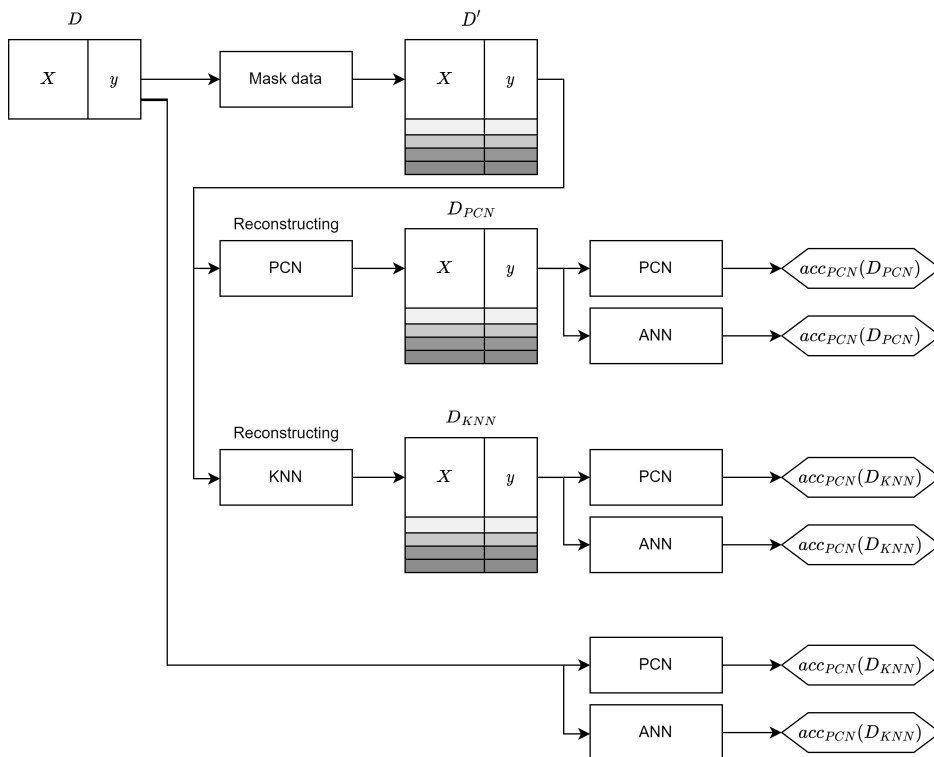 D
D′
X
y
Mask data
X
y
D_{PCN}
Reconstructing
PCN
X
y
PCN
acc_{PCN}(D_{PCN})
ANN
acc_{PCN}(D_{PCN})
D_{KNN}
Reconstructing
KNN
X
y
PCN
acc_{PCN}(D_{KNN})
ANN
acc_{PCN}(D_{KNN})
PCN
acc_{PCN}(D_{KNN})
ANN
acc_{PCN}(D_{KNN})